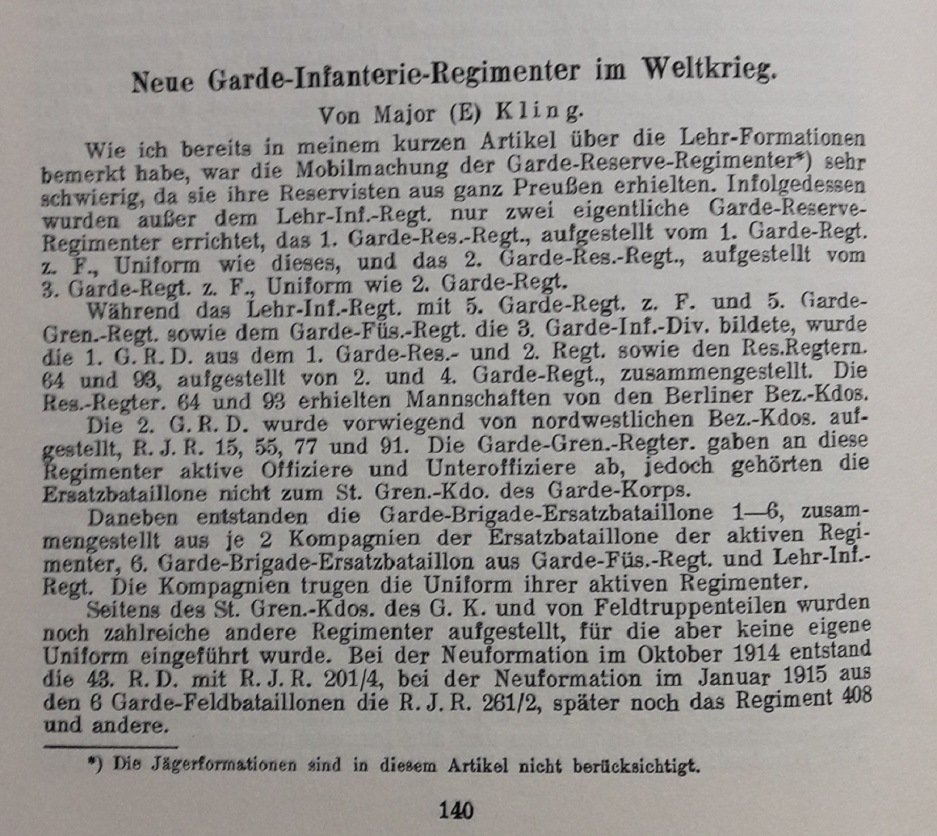 Neue Garde-Infanterie-Regimenter im Weltkrieg.
Von Major (E) Kling.
Wie ich bereits in meinem kurzen Artikel über die Lehr-Formationen
bemerkt habe, war die Mobilmachung der Garde-Reserve-Regimenter*) sehr
schwierig, da sie ihre Reservisten aus ganz Preußen erhielten. Infolgedessen
wurden außer dem Lehr-Inf.-Regt. nur zwei eigentliche Garde-Reserve-
Regimenter errichtet, das 1. Garde-Res.-Regt., aufgestellt vom 1. Garde-Regt.
z. F., Uniform wie dieses, und das 2. Garde-Res.-Regt., aufgestellt vom
3. Garde-Regt. z. F., Uniform wie 2. Garde-Regt.
Während das Lehr-Inf.-Regt. mit 5. Garde-Regt. z. F. und 5. Garde-
Gren.-Regt. sowie dem Garde-Füs.-Regt. die 3. Garde-Inf.-Div. bildete, wurde
die 1. G. R. D. aus dem 1. Garde-Res.- und 2. Regt. sowie den Res.Regtern.
64 und 93, aufgestellt von 2. und 4. Garde-Regt., zusammengestellt. Die
Res.-Regter. 64 und 93 erhielten Mannschaften von den Berliner Bez.-Kdos.
Die 2. G. R. D. wurde vorwiegend von nordwestlichen Bez.-Kdos. auf-
gestellt, R. J. R. 15, 55, 77 und 91. Die Garde-Gren.-Regter. gaben an diese
Regimenter aktive Offiziere und Unteroffiziere ab, jedoch gehörten die
Ersatzbataillone nicht zum St. Gren.-Kdo. des Garde-Korps.
Daneben entstanden die Garde-Brigade-Ersatzbataillone 1—6, zusam-
mengestellt aus je 2 Kompagnien der Ersatzbataillone der aktiven Regi-
menter, 6. Garde-Brigade-Ersatzbataillon aus Garde-Füs.-Regt. und Lehr-Inf.-
Regt. Die Kompagnien trugen die Uniform ihrer aktiven Regimenter.
Seitens des St. Gren.-Kdos. des G. K. und von Feldtruppenteilen wurden
noch zahlreiche andere Regimenter aufgestellt, für die aber keine eigene
Uniform eingeführt wurde. Bei der Neuformation im Oktober 1914 entstand
die 43. R. D. mit R. J. R. 201/4, bei der Neuformation im Januar 1915 aus
den 6 Garde-Feldbataillonen die R. J. R. 261/2, später noch das Regiment 408
und andere.
*) Die Jägerformationen sind in diesem Artikel nicht berücksichtigt.
140